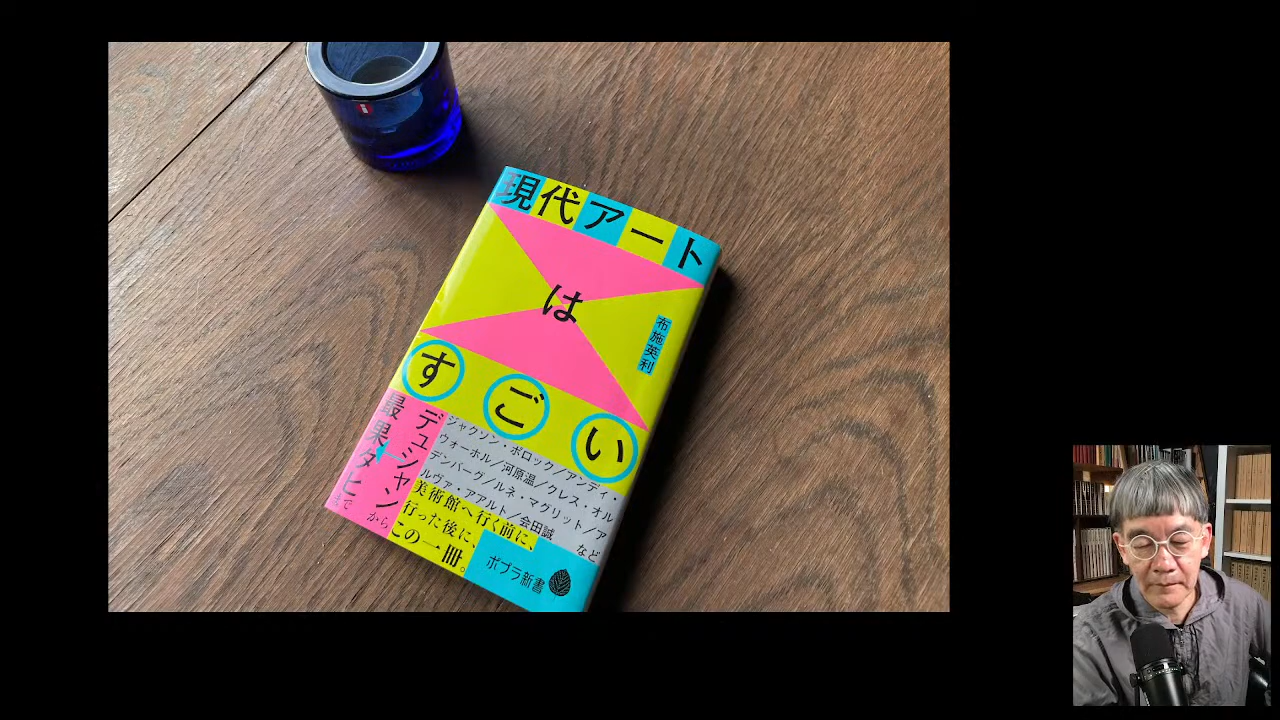 現代アート
は
すごい
布施英利
デュシャンから
最果タヒまで
ジャクソン・ポロック／アンディ・
ウォーホル／河原温／クレス・オル
デンバーグ／ルネ・マグリット／ア
ルヴァ・アアルト／会田誠 など
美術館へ行く前に、
行った後に、
この一冊。
ポプラ新書
i